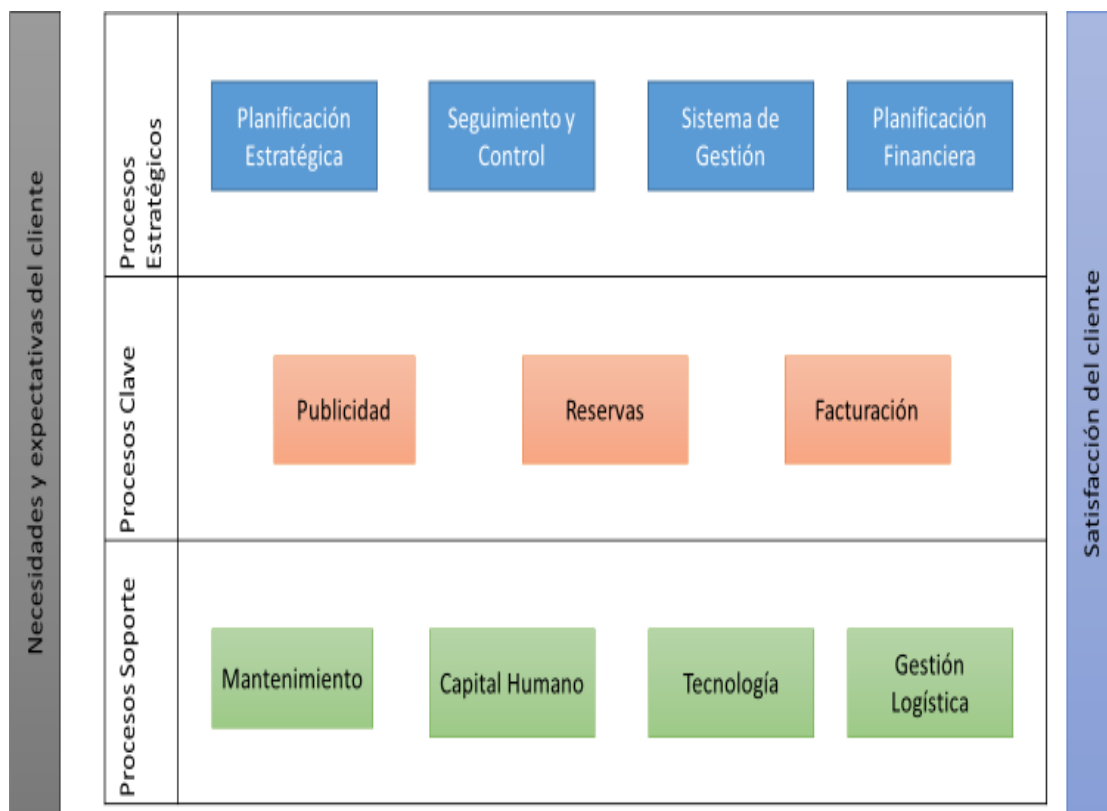 Necesidades y expectativas del cliente
Procesos
Estratégicos
Planificación
Estratégica
Seguimiento y
Control
Sistema de
Gestión
Planificación
Financiera
Procesos Clave
Publicidad
Reservas
Facturación
Procesos Soporte
Mantenimiento
Capital Humano
Tecnología
Gestión
Logística
Satisfacción del cliente